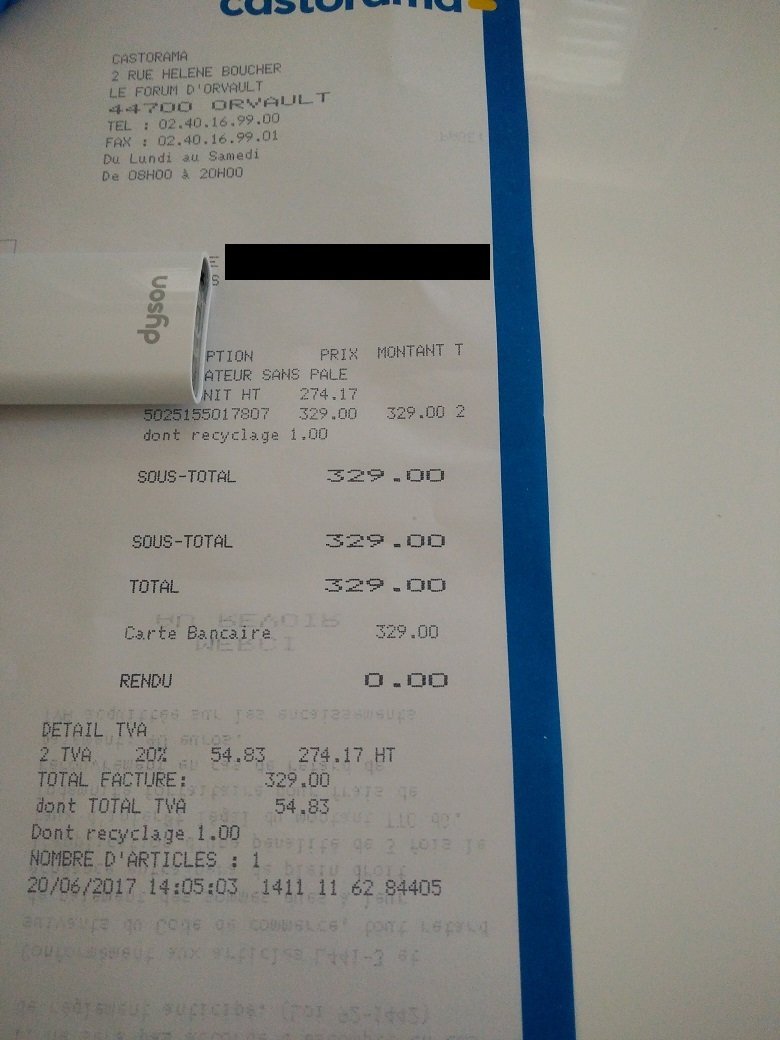 castorama
CASTORAMA
2 RUE HELENE BOUCHER
LE FORUM D'ORVAULT
44700 ORVAULT
TEL : 02.40.16.99.00
FAX : 02.40.16.99.01
Du Lundi au Samedi
De 08H00 à 20H00
dyson
PTION PRIX MONTANT T
ATEUR SANS PALE
NIT HT 274.17
5025155017807 329.00 329.00 2
dont recyclage 1.00
SOUS-TOTAL 329.00
SOUS-TOTAL 329.00
TOTAL 329.00
Carte Bancaire 329.00
RENDU 0.00
DETAIL TVA
2 TVA 20% 54.83 274.17 HT
TOTAL FACTURE: 329.00
dont TOTAL TVA 54.83
Dont recyclage 1.00
NOMBRE D'ARTICLES : 1
20/06/2017 14:05:03 1411 11 62 84405